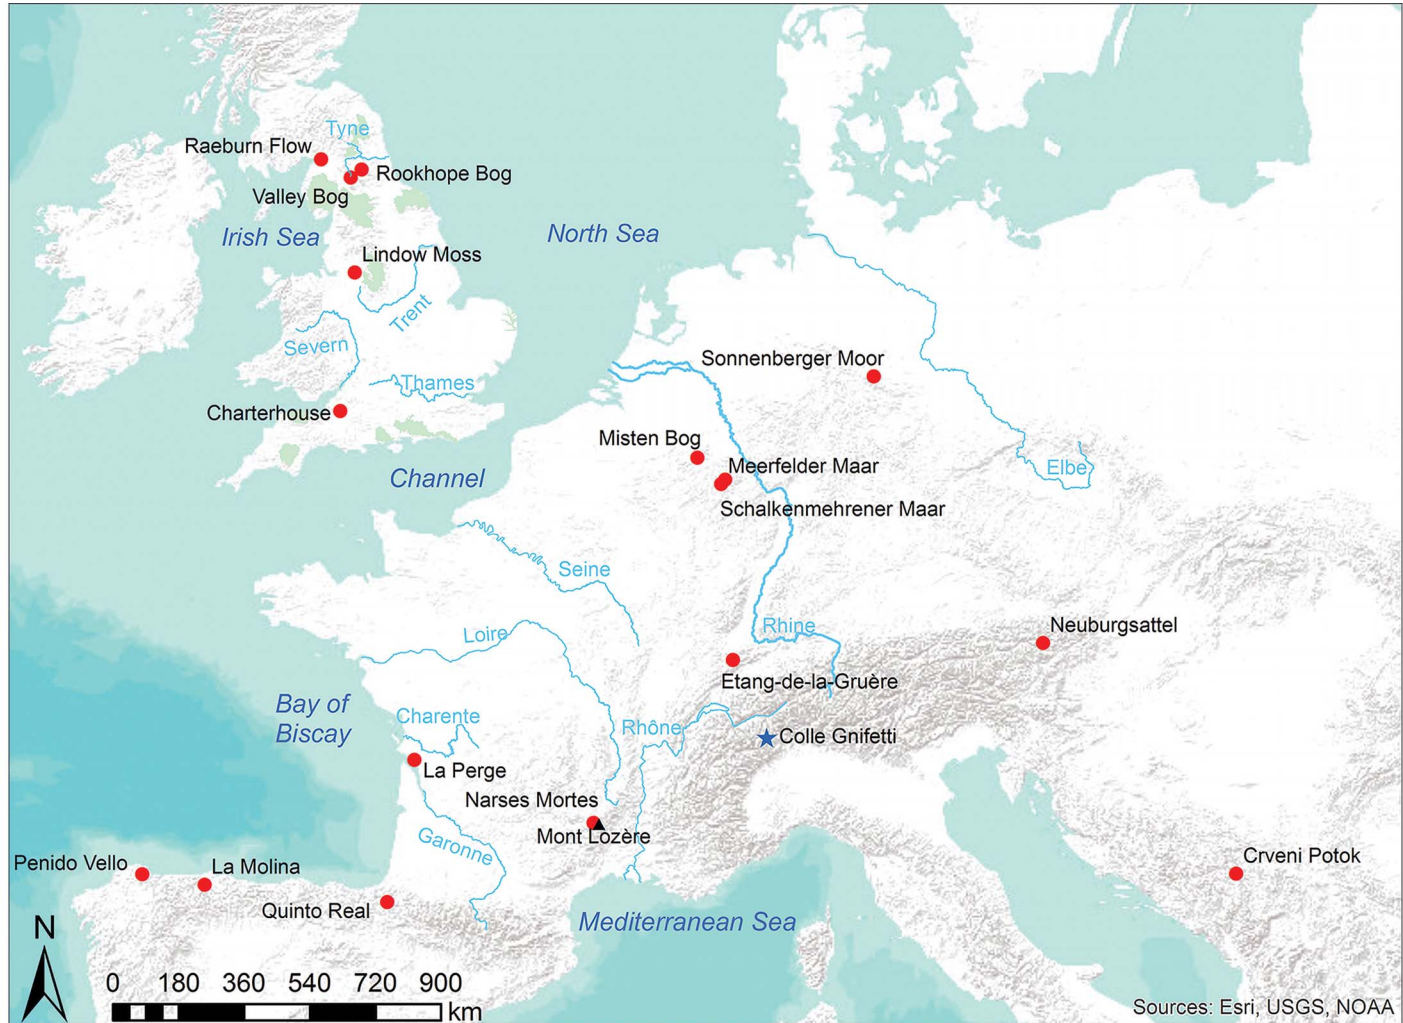 Tyne
Raeburn Flow
Rookhope Bog
Valley Bog
Irish Sea
North Sea
Lindow Moss
Trent
Severn
Sonnenberger Moor
Thames
Charterhouse
Misten Bog
Meerfelder Maar
Elbe
Channel
Schalkenmehrener Maar
Seine
Rhine
Neuburgsattel
Loire
Etang-de-la-Gruère
Bay of
Biscay
Charente
Rhône
Colle Gnifetti
La Perge
Narses Mortes
Mont Lozère
Garonne
Penido Vello
La Molina
Crveni Potok
Quinto Real
Mediterranean Sea
N
0 180 360 540 720 900
km
Sources: Esri, USGS, NOAA